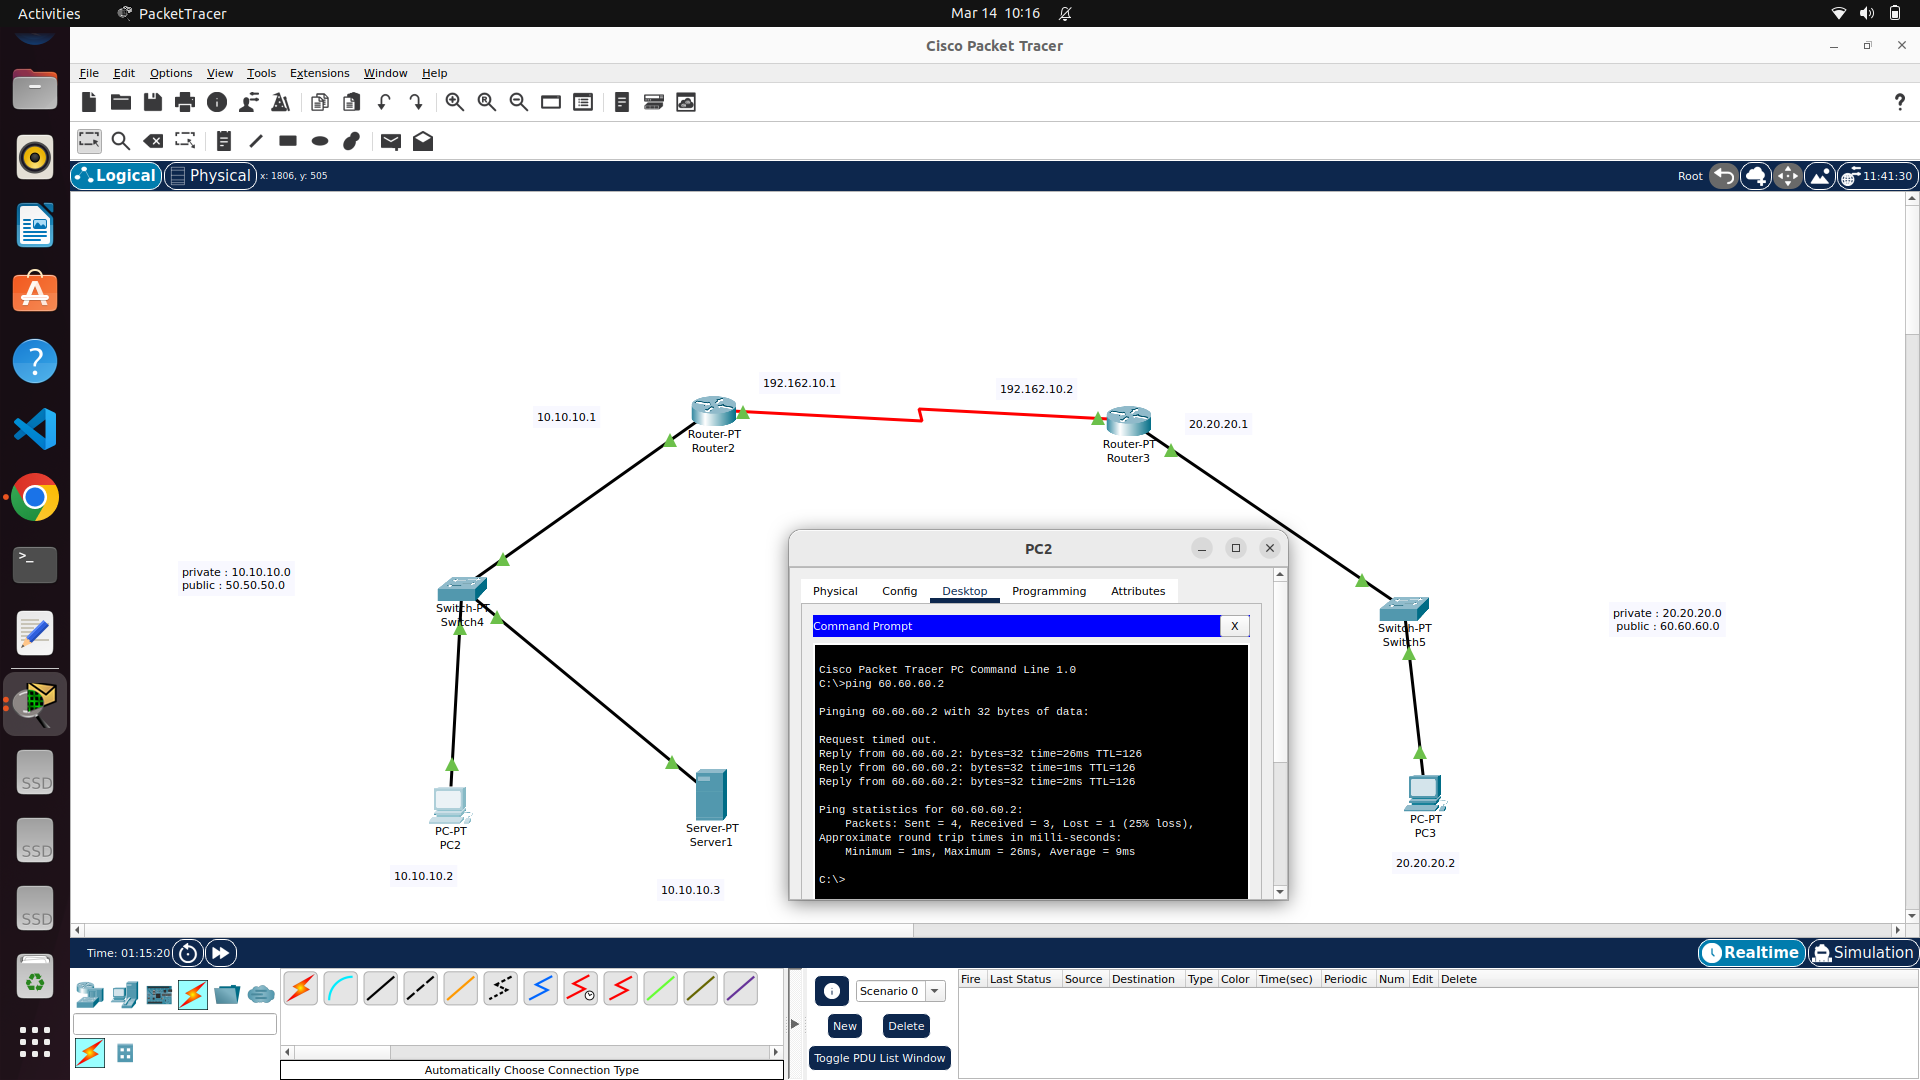 Activities
PacketTracer
Mar 14 10:16
Cisco Packet Tracer
File Edit Options View Tools Extensions Window Help
?
Logical
Physical
x: 1806, y: 505
Root
11:41:30
192.162.10.1
192.162.10.2
10.10.10.1
20.20.20.1
Router-PT
Router2
Router-PT
Router3
private : 10.10.10.0
public : 50.50.50.0
Switch-PT
Switch4
private : 20.20.20.0
public : 60.60.60.0
Switch-PT
Switch5
PC-PT
PC2
10.10.10.2
Server-PT
Server1
10.10.10.3
PC-PT
PC3
20.20.20.2
PC2
Physical Config Desktop Programming Attributes
Command Prompt
X
Cisco Packet Tracer PC Command Line 1.0
C:\>ping 60.60.60.2
Pinging 60.60.60.2 with 32 bytes of data:
Request timed out.
Reply from 60.60.60.2: bytes=32 time=26ms TTL=126
Reply from 60.60.60.2: bytes=32 time=1ms TTL=126
Reply from 60.60.60.2: bytes=32 time=2ms TTL=126
Ping statistics for 60.60.60.2:
Packets: Sent = 4, Received = 3, Lost = 1 (25% loss),
Approximate round trip times in milli-seconds:
Minimum = 1ms, Maximum = 26ms, Average = 9ms
C:\>
SSD
SSD
SSD
Time: 01:15:20
Realtime
Simulation
Scenario 0
New
Delete
Toggle PDU List Window
Fire Last Status Source Destination Type Color Time(sec) Periodic Num Edit Delete
Automatically Choose Connection Type